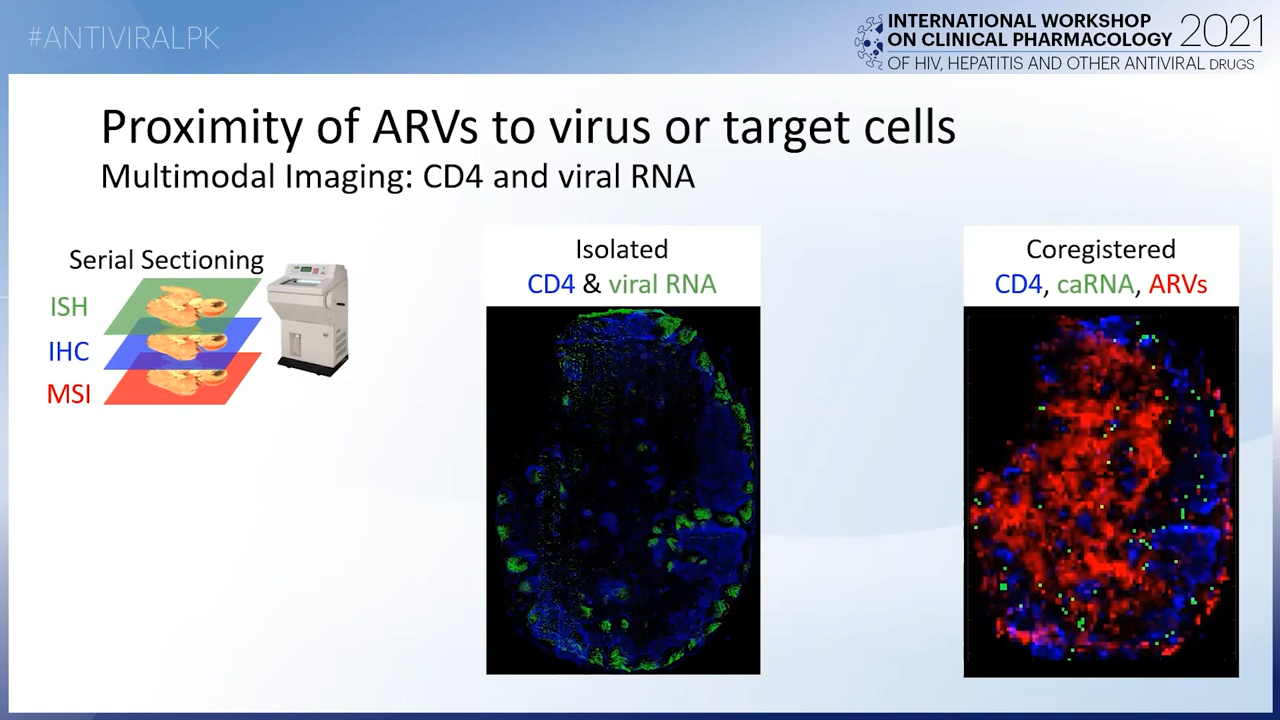 #ANTIVIRALPK
INTERNATIONAL WORKSHOP
ON CLINICAL PHARMACOLOGY 2021
OF HIV, HEPATITIS AND OTHER ANTIVIRAL DRUGS
Proximity of ARVs to virus or target cells
Multimodal Imaging: CD4 and viral RNA
Serial Sectioning
ISH
IHC
MSI
Isolated
CD4 & viral RNA
Coregistered
CD4, caRNA, ARVs